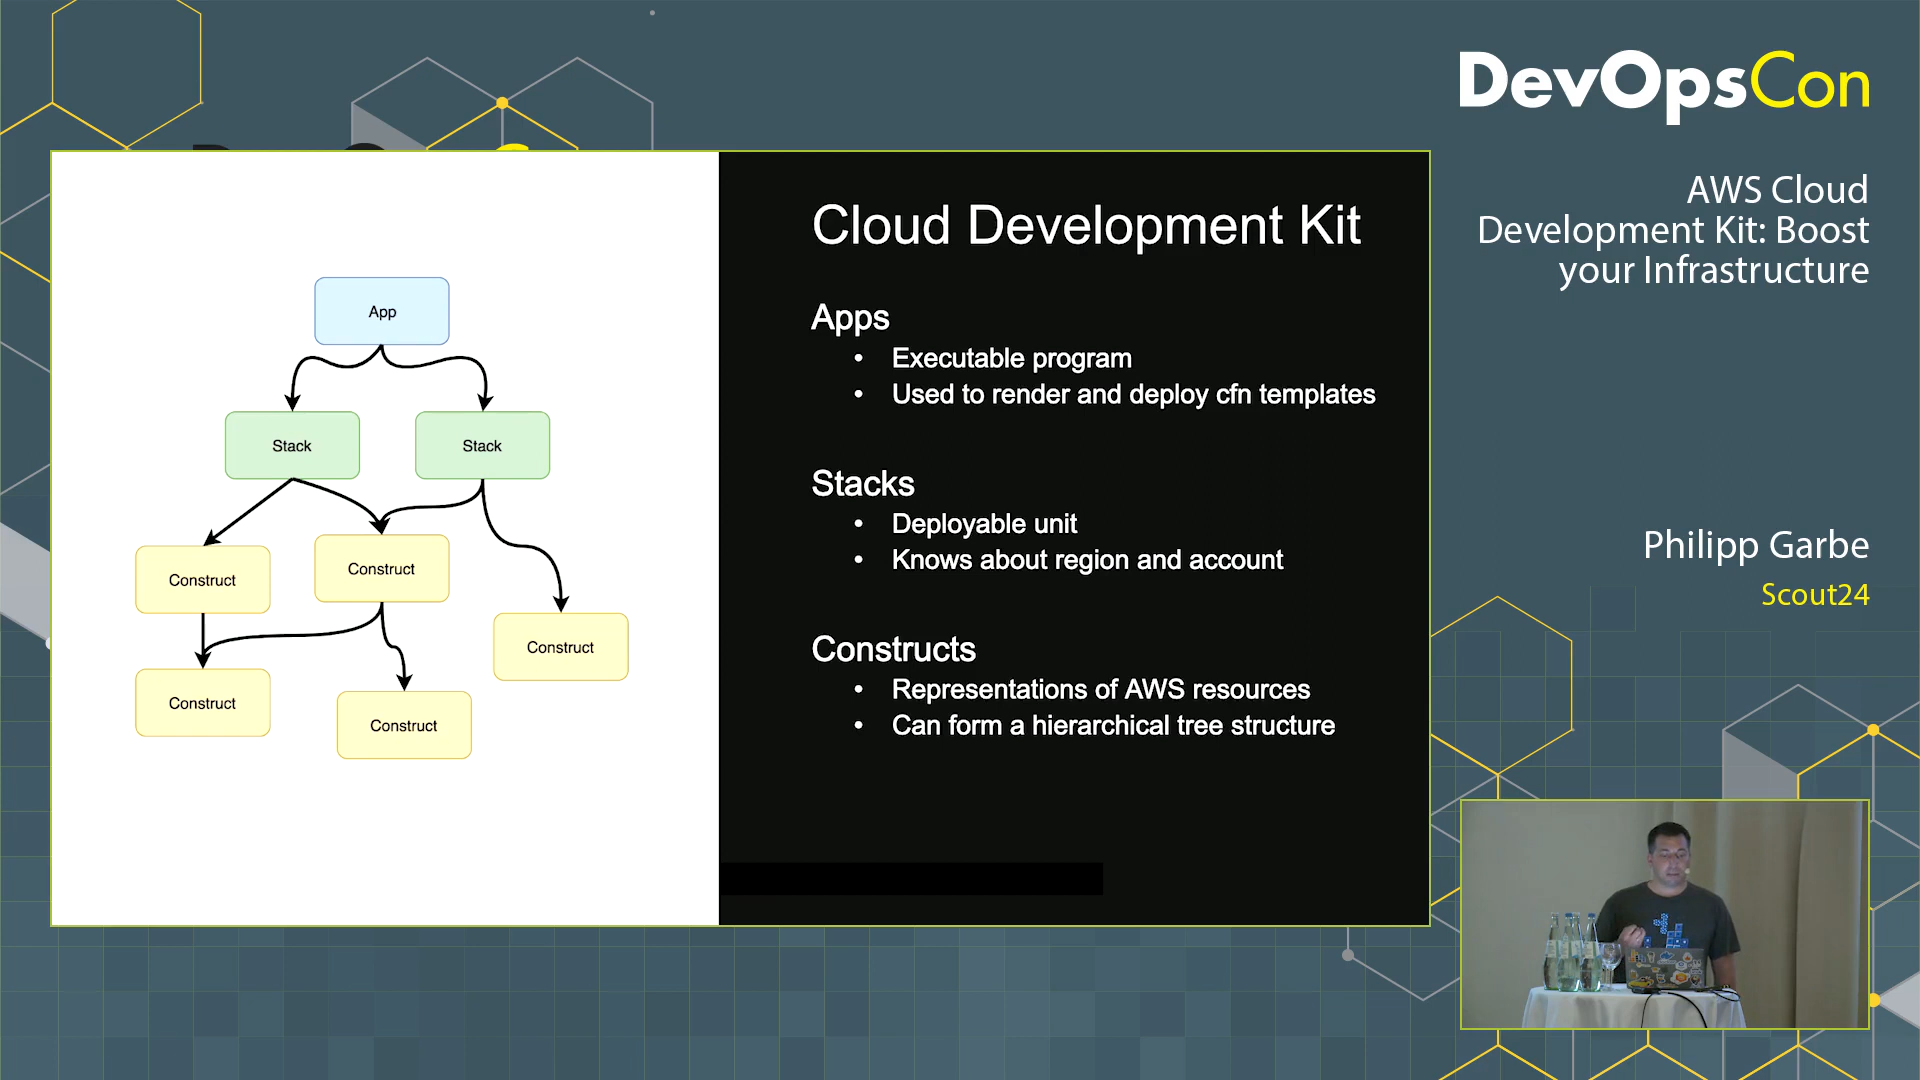 DevOpsCon
AWS Cloud
Development Kit: Boost
your Infrastructure
Philipp Garbe
Scout24
Cloud Development Kit
Apps
• Executable program
• Used to render and deploy cfn templates
Stacks
• Deployable unit
• Knows about region and account
Constructs
• Representations of AWS resources
• Can form a hierarchical tree structure
App
Stack
Stack
Construct
Construct
Construct
Construct
Construct